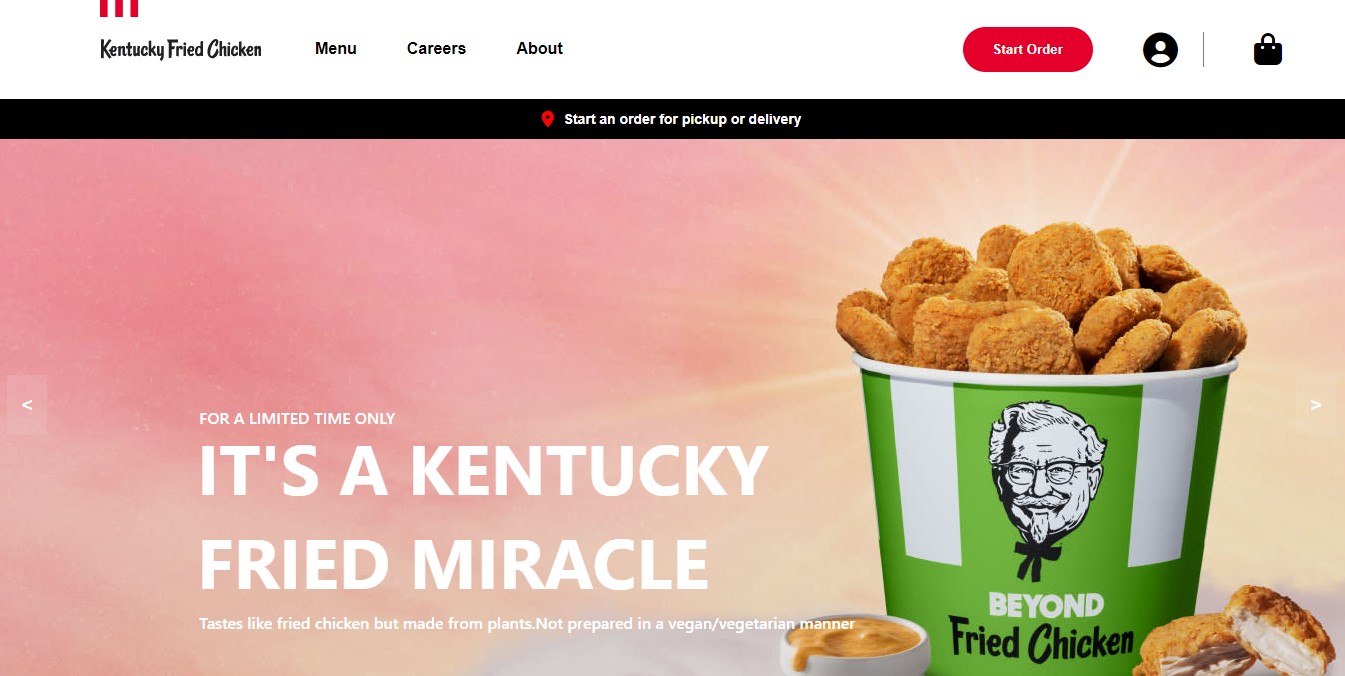 Kentucky Fried Chicken
Menu
Careers
About
Start Order
Start an order for pickup or delivery
<
>
FOR A LIMITED TIME ONLY
IT'S A KENTUCKY
FRIED MIRACLE
Tastes like fried chicken but made from plants.Not prepared in a vegan/vegetarian manner
BEYOND
Fried Chicken